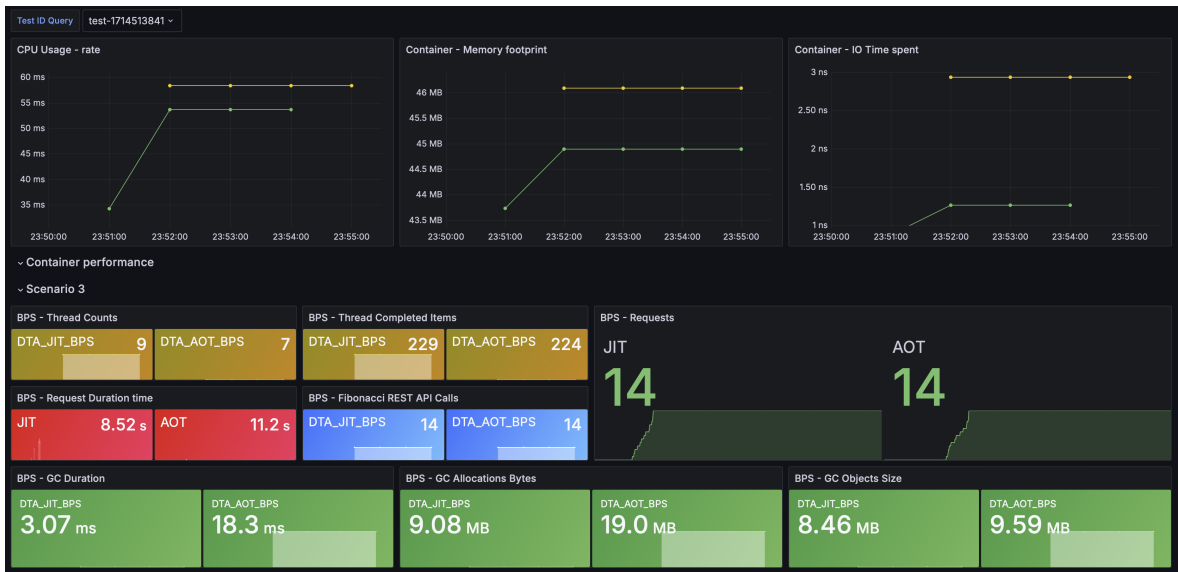 Test ID Query test-1714513841
CPU Usage - rate
60 ms
55 ms
50 ms
45 ms
40 ms
35 ms
23:50:00 23:51:00 23:52:00 23:53:00 23:54:00 23:55:00
Container - Memory footprint
46 MB
45.5 MB
45 MB
44.5 MB
44 MB
43.5 MB
23:50:00 23:51:00 23:52:00 23:53:00 23:54:00 23:55:00
Container - IO Time spent
3 ns
2.50 ns
2 ns
1.50 ns
1 ns
23:50:00 23:51:00 23:52:00 23:53:00 23:54:00 23:55:00
Container performance
Scenario 3
BPS - Thread Counts
DTA_JIT_BPS 9
DTA_AOT_BPS 7
BPS - Thread Completed Items
DTA_JIT_BPS 229
DTA_AOT_BPS 224
BPS - Requests
JIT
14
AOT
14
BPS - Request Duration time
JIT 8.52 s
AOT 11.2 s
BPS - Fibonacci REST API Calls
DTA_JIT_BPS 14
DTA_AOT_BPS 14
BPS - GC Duration
DTA_JIT_BPS
3.07 ms
DTA_AOT_BPS
18.3 ms
BPS - GC Allocations Bytes
DTA_JIT_BPS
9.08 MB
DTA_AOT_BPS
19.0 MB
BPS - GC Objects Size
DTA_JIT_BPS
8.46 MB
DTA_AOT_BPS
9.59 MB